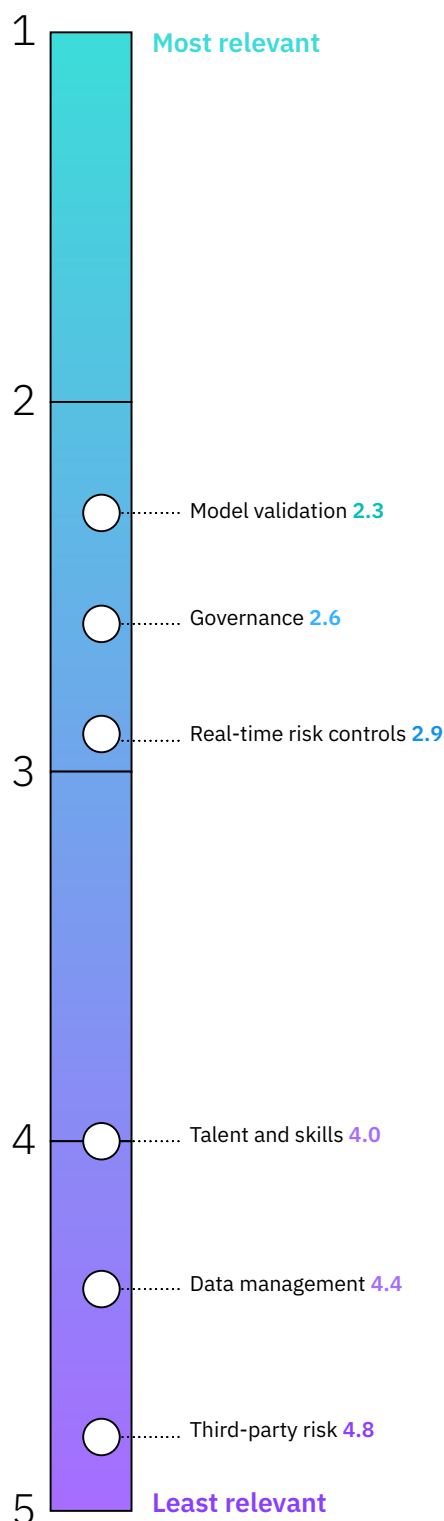 1
Most relevant
2
Model validation 2.3
Governance 2.6
Real-time risk controls 2.9
3
Talent and skills 4.0
4
Data management 4.4
Third-party risk 4.8
Least relevant
5